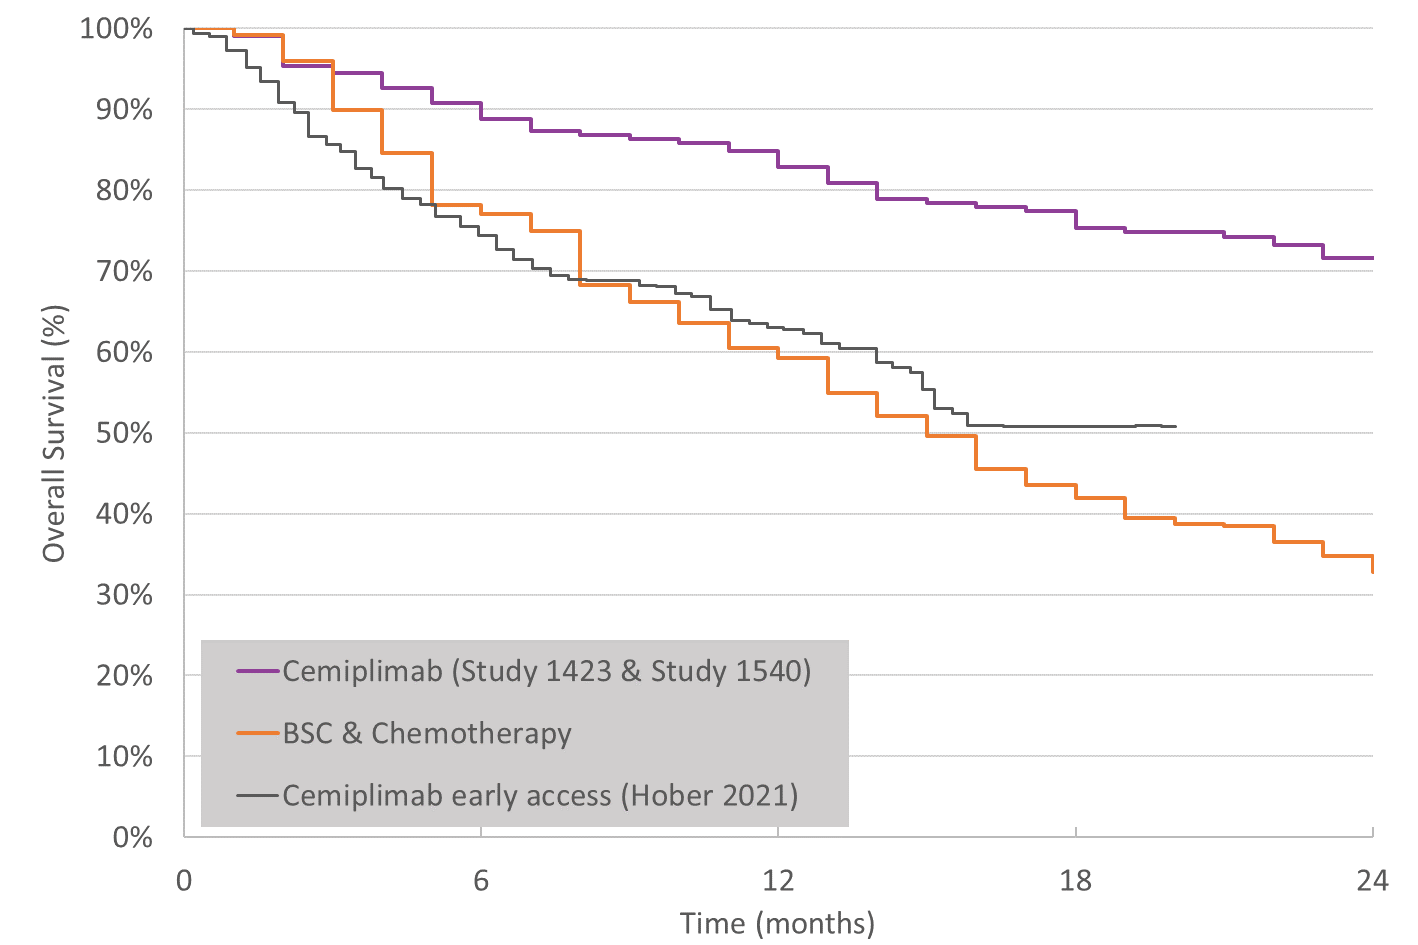 100%
90%
80%
70%
60%
50%
40%
30%
20%
10%
0%
Overall Survival (%)
Cemiplimab (Study 1423 & Study 1540)
BSC & Chemotherapy
Cemiplimab early access (Hober 2021)
0 6 12 18 24
Time (months)